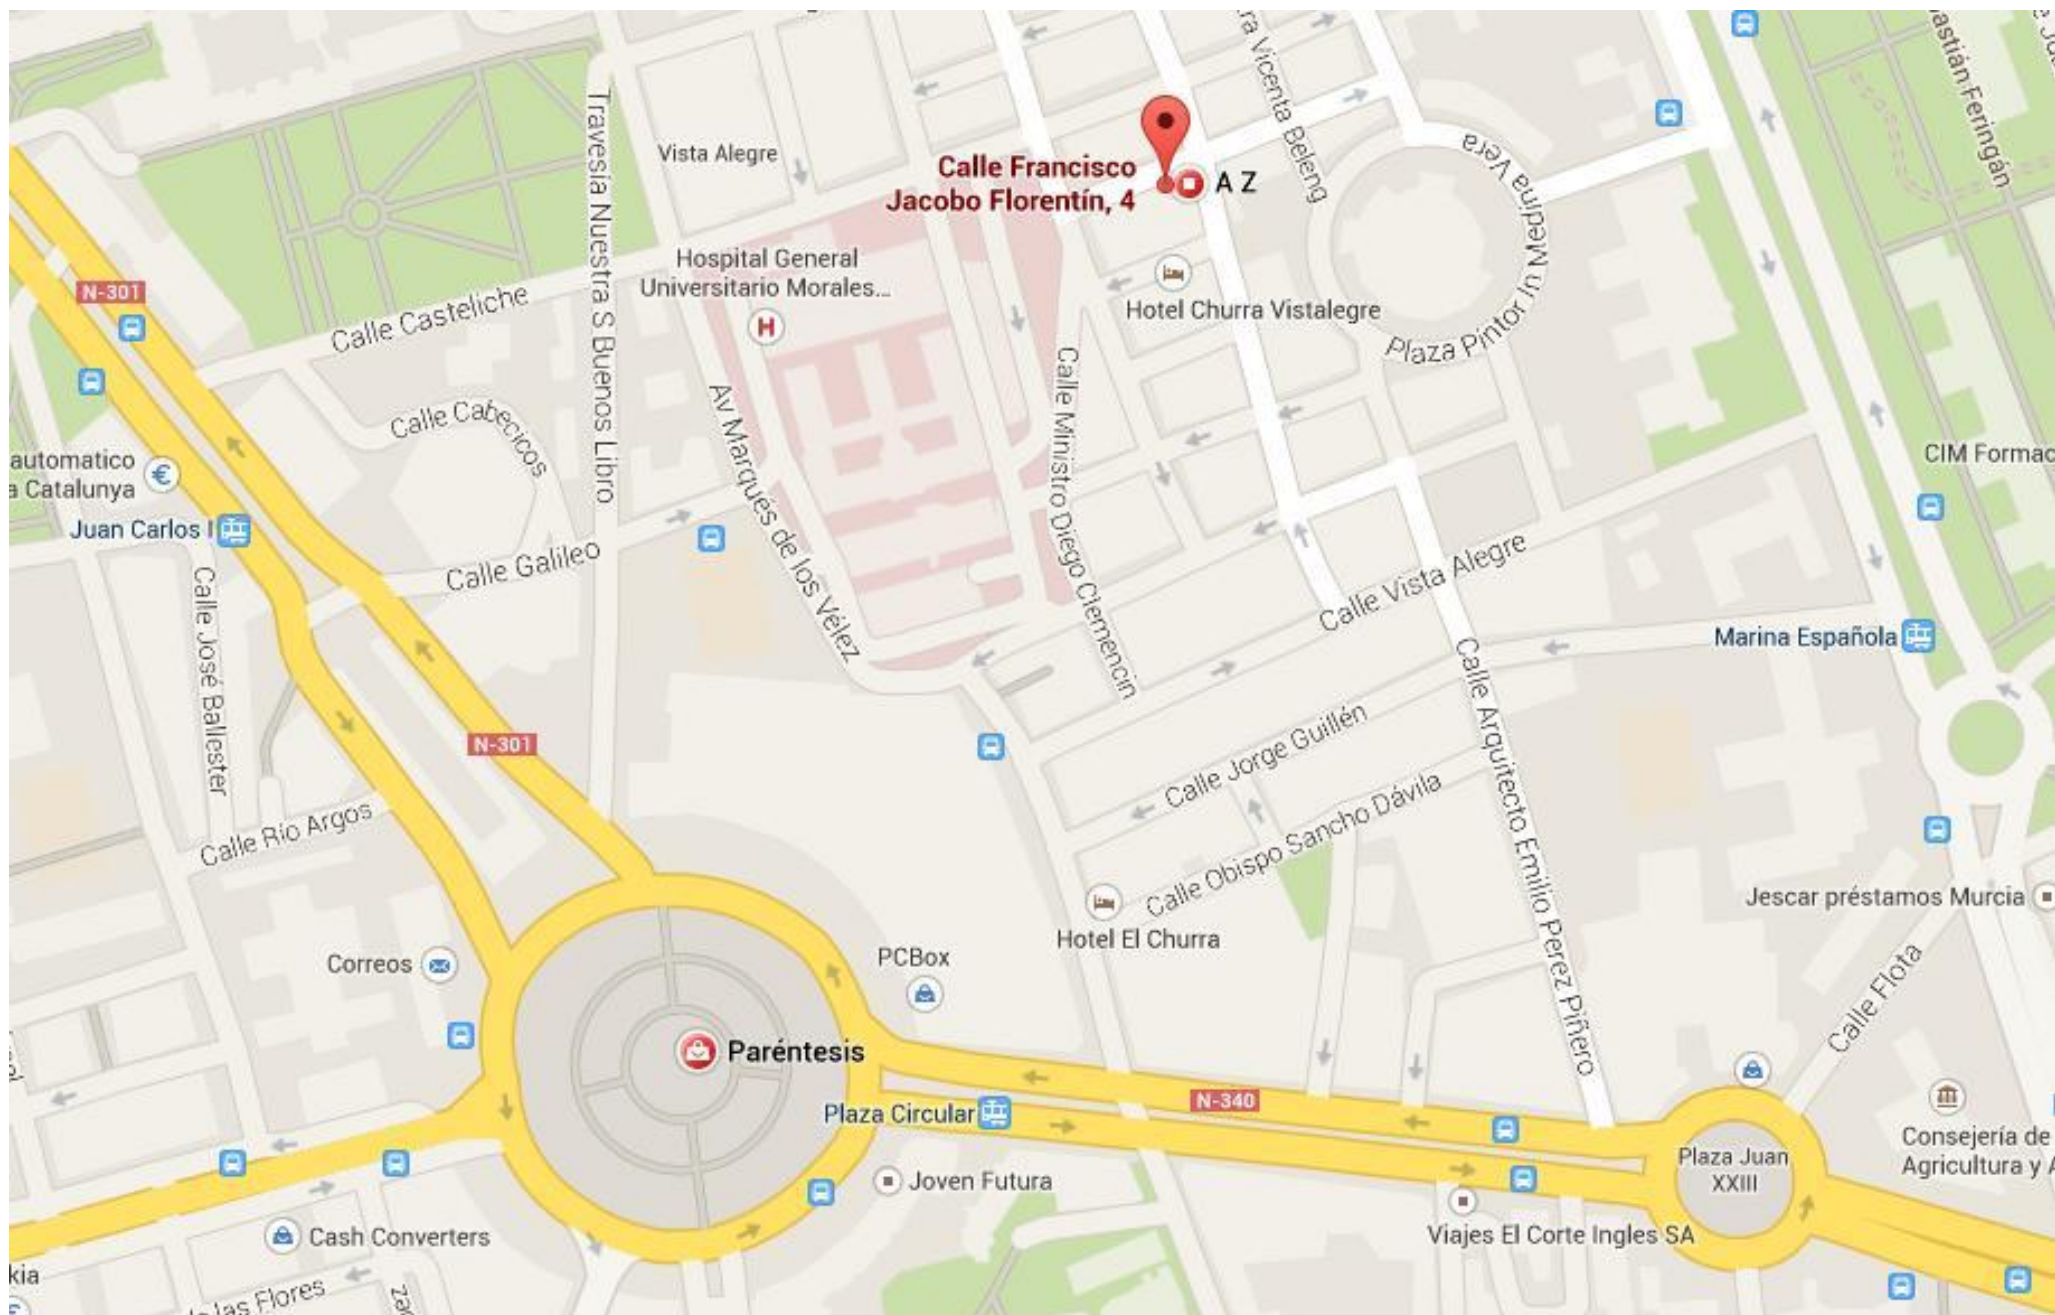 ra Vicenta Beleng
Travesía Nuestra S Buenos Libro
Vista Alegre
Calle Francisco
Jacobo Florentín, 4
A Z
Plaza Pintor Inu Medina Vera
Hospital General
Universitario Morales...
H
N-301
Calle Casteliche
Hotel Churra Vistalegre
Calle Cabecicos
Av Marqués de los Vélez
Calle Ministro Diego Clemencin
astián Feringán
automatico
a Catalunya
€
CIM Formac
Juan Carlos I
Calle Galileo
Calle José Ballester
Calle Vista Alegre
Marina Española
N-301
Calle Jorge Guillén
Calle Arquitecto Emilio Perez Piñero
Calle Río Argos
Calle Obispo Sancho Dávila
Jescar préstamos Murcia
Hotel El Churra
Correos
PCBox
Calle Flota
Paréntesis
Plaza Circular
N-340
Plaza Juan
XXIII
Consejería de
Agricultura y A
Joven Futura
Viajes El Corte Ingles SA
Cash Converters
kia
las Flores